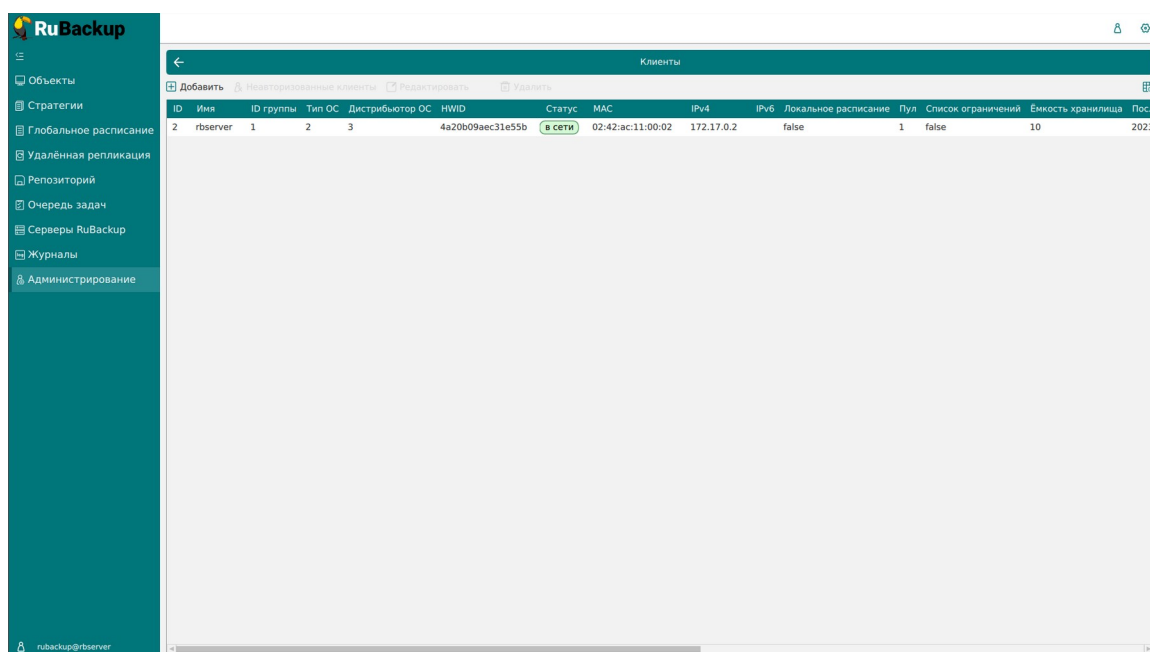 RuBackup
Объекты
Стратегии
Глобальное расписание
Удалённая репликация
Репозиторий
Очередь задач
Серверы RuBackup
Журналы
Администрирование
rubackup@rbserver
Клиенты
Добавить Неавторизованные клиенты Редактировать Удалить
ID Имя ID группы Тип ОС Дистрибьютор ОС HWID Статус MAC IPv4 IPv6 Локальное расписание Пул Список ограничений Ёмкость хранилища Пос.
2 rbserver 1 2 3 4a20b09aec31e55b в сети 02:42:ac:11:00:02 172.17.0.2 false 1 false 10 202